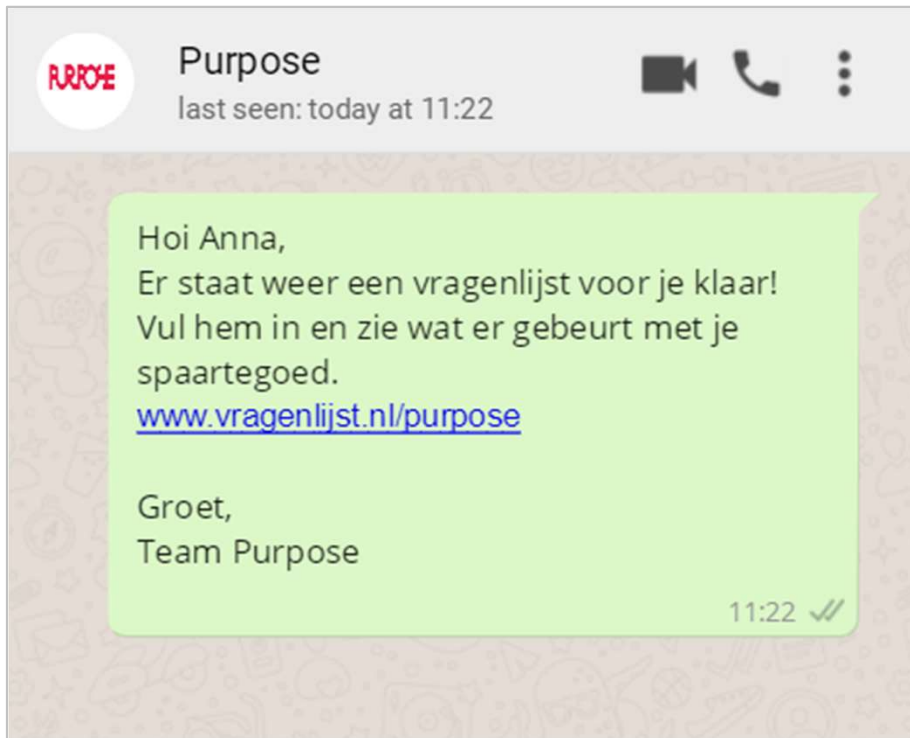 PURPOSE
Purpose
last seen: today at 11:22
Hoi Anna,
Er staat weer een vragenlijst voor je klaar!
Vul hem in en zie wat er gebeurt met je
spaartegoed.
www.vragenlijst.nl/purpose
Groet,
Team Purpose
11:22